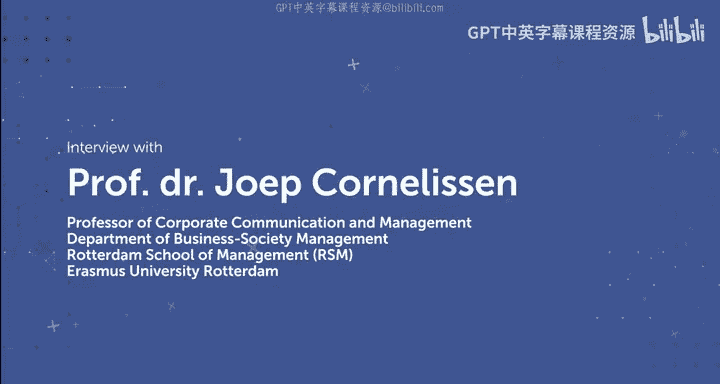 GPT中英字幕课程资源@bilibili.com
GPT中英字幕课程资源 bilibili
Interview with
Prof. dr. Joep Cornelissen
Professor of Corporate Communication and Management
Department of Business-Society Management
Rotterdam School of Management (RSM)
Erasmus University Rotterdam